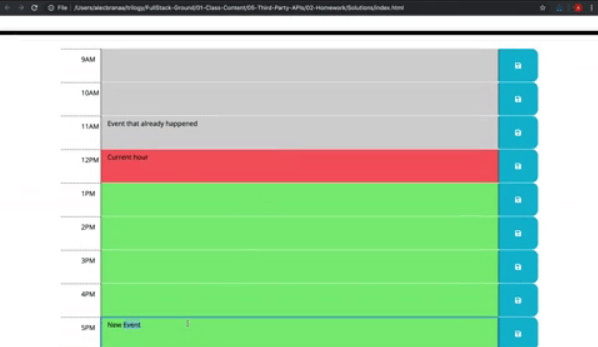 File | /Users/alecbranaa/trilogy/FullStack-Ground/01-Class-Content/05-Third-Party-APIs/02-Homework/Solutions/index.html
9AM
10AM
11AM Event that already happened
12PM Current hour
1PM
2PM
3PM
4PM
5PM New Event